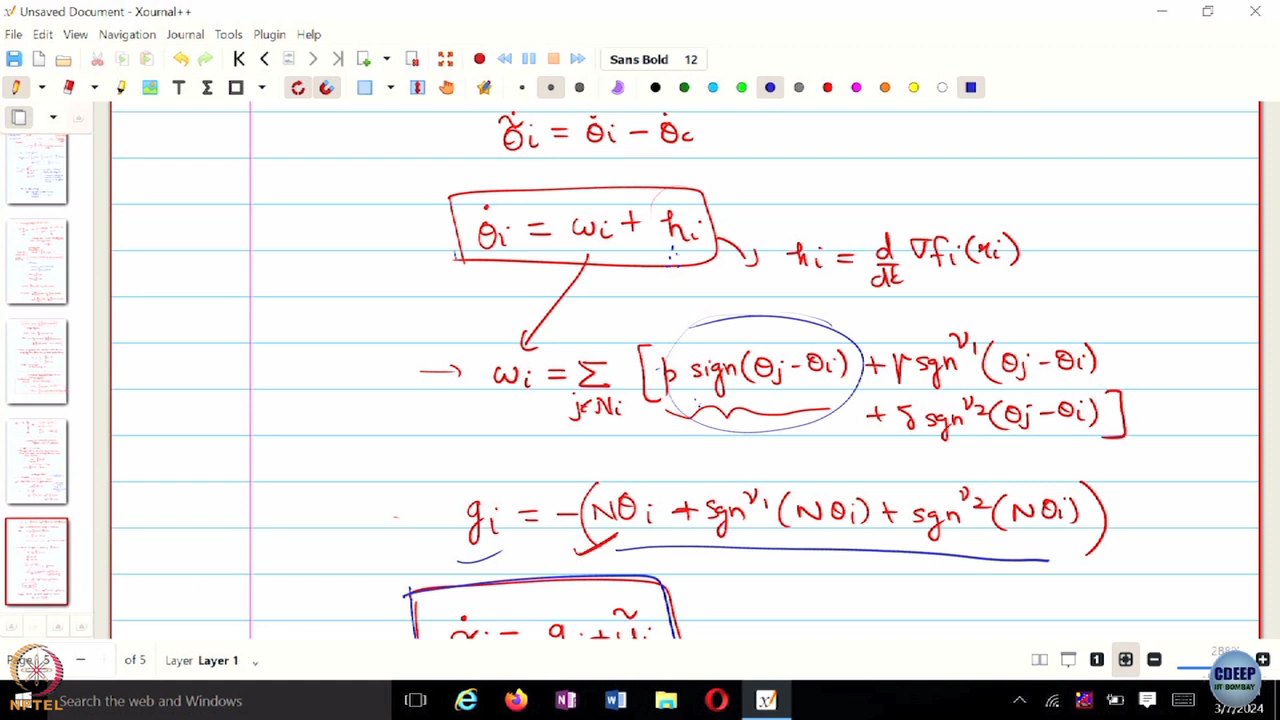 Unsaved Document - Xournal++
File Edit View Navigation Journal Tools Plugin Help
Sans Bold 12
θ̃̇i = θ̇i - θ̇c
θ̇i = ωi + hi
hi = d/dt ∇fi(xi)
→ ωi = Σ j∈Ni [p sign(θj-θi) + γ sgn^ν1 (θj-θi)
+ δ sgn^ν2 (θj-θi)]
gi = -(Nθi + sgn^ν1 (Nθi) + sgn^ν2 (Nθi))
Page 5 of 5 Layer Layer 1
288%
NPTEL
Search the web and Windows
CDEEP
IIT BOMBAY
3/7/2024